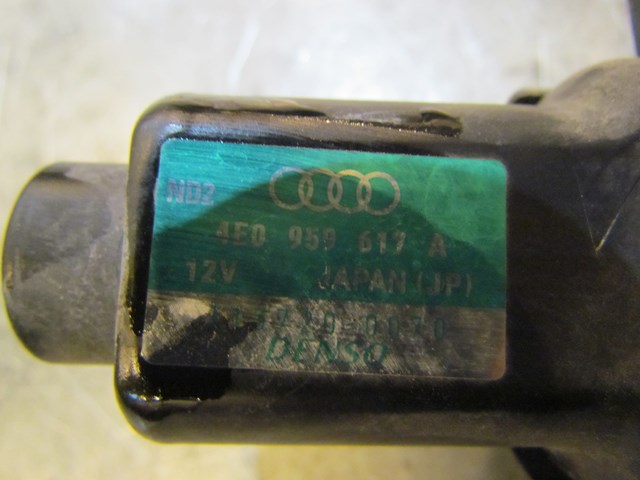 ND2
4E0 959 617 A
12V JAPAN (JP)
DENSO